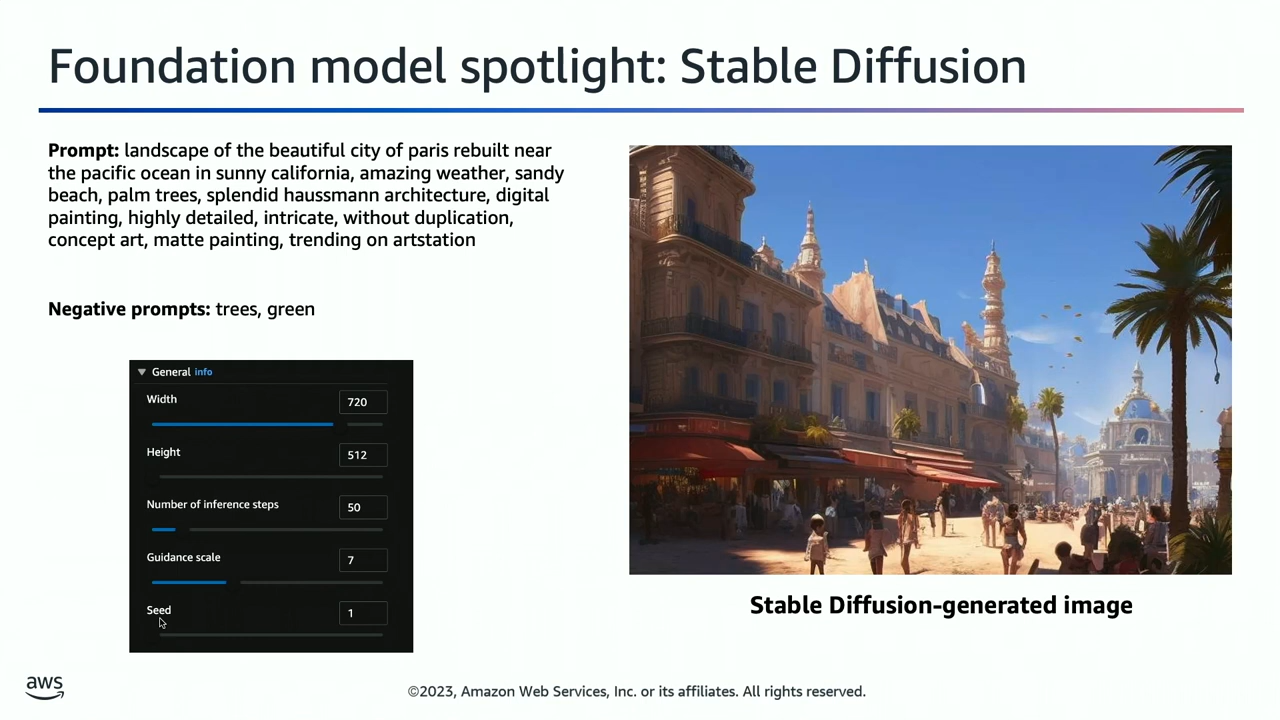 Foundation model spotlight: Stable Diffusion
Prompt: landscape of the beautiful city of paris rebuilt near
the pacific ocean in sunny california, amazing weather, sandy
beach, palm trees, splendid haussmann architecture, digital
painting, highly detailed, intricate, without duplication,
concept art, matte painting, trending on artstation
Negative prompts: trees, green
General info
Width 720
Height 512
Number of inference steps 50
Guidance scale 7
Seed 1
Stable Diffusion-generated image
aws
©2023, Amazon Web Services, Inc. or its affiliates. All rights reserved.